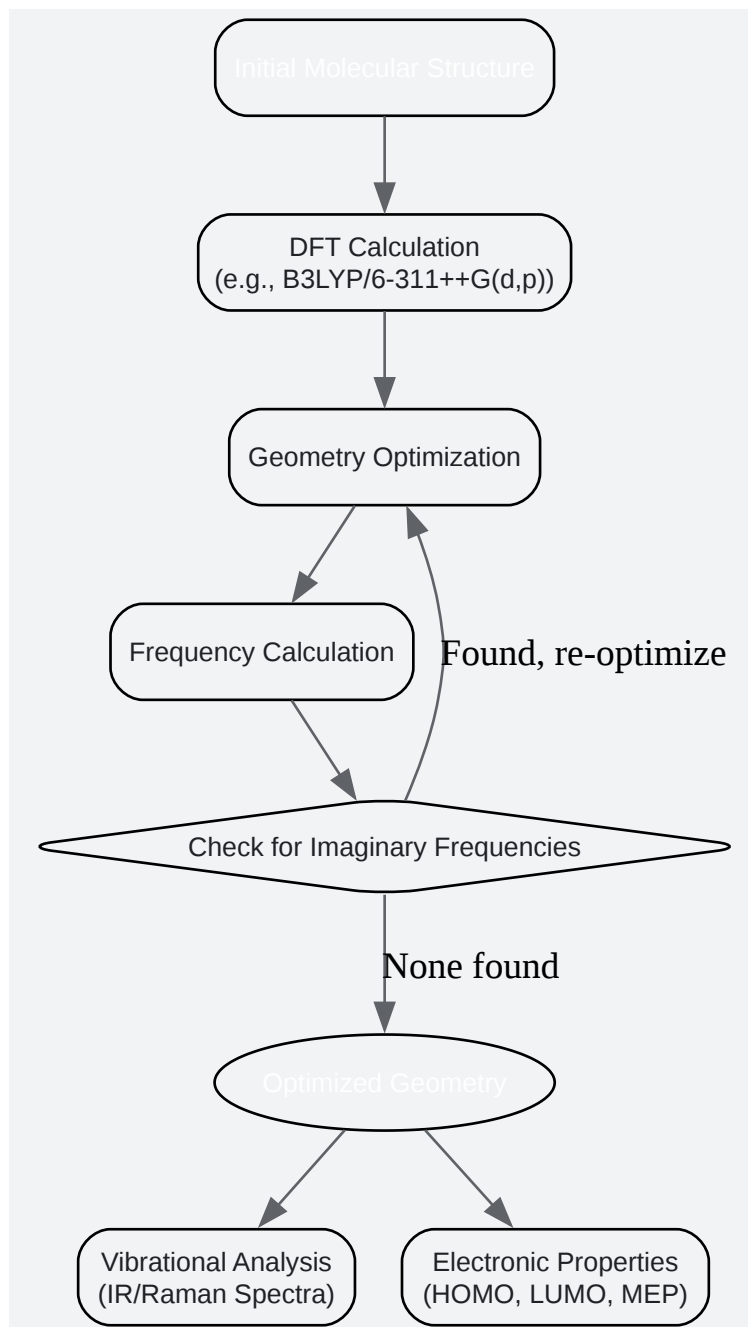 Initial Molecular Structure
DFT Calculation
(e.g., B3LYP/6-311++G(d,p))
Geometry Optimization
Frequency Calculation
Found, re-optimize
Check for Imaginary Frequencies
None found
Optimized Geometry
Vibrational Analysis
(IR/Raman Spectra)
Electronic Properties
(HOMO, LUMO, MEP)